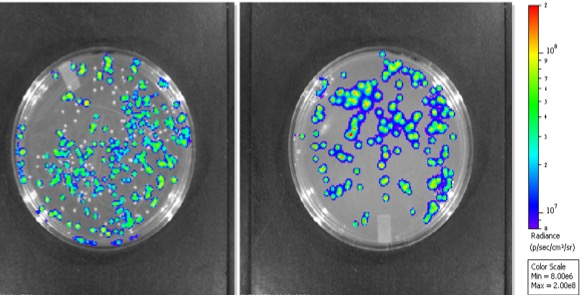 2
10⁸
9
8
7
6
5
4
3
2
10⁷
9
Radiance
(p/sec/cm²/sr)
Color Scale
Min = 8.00e6
Max = 2.00e8